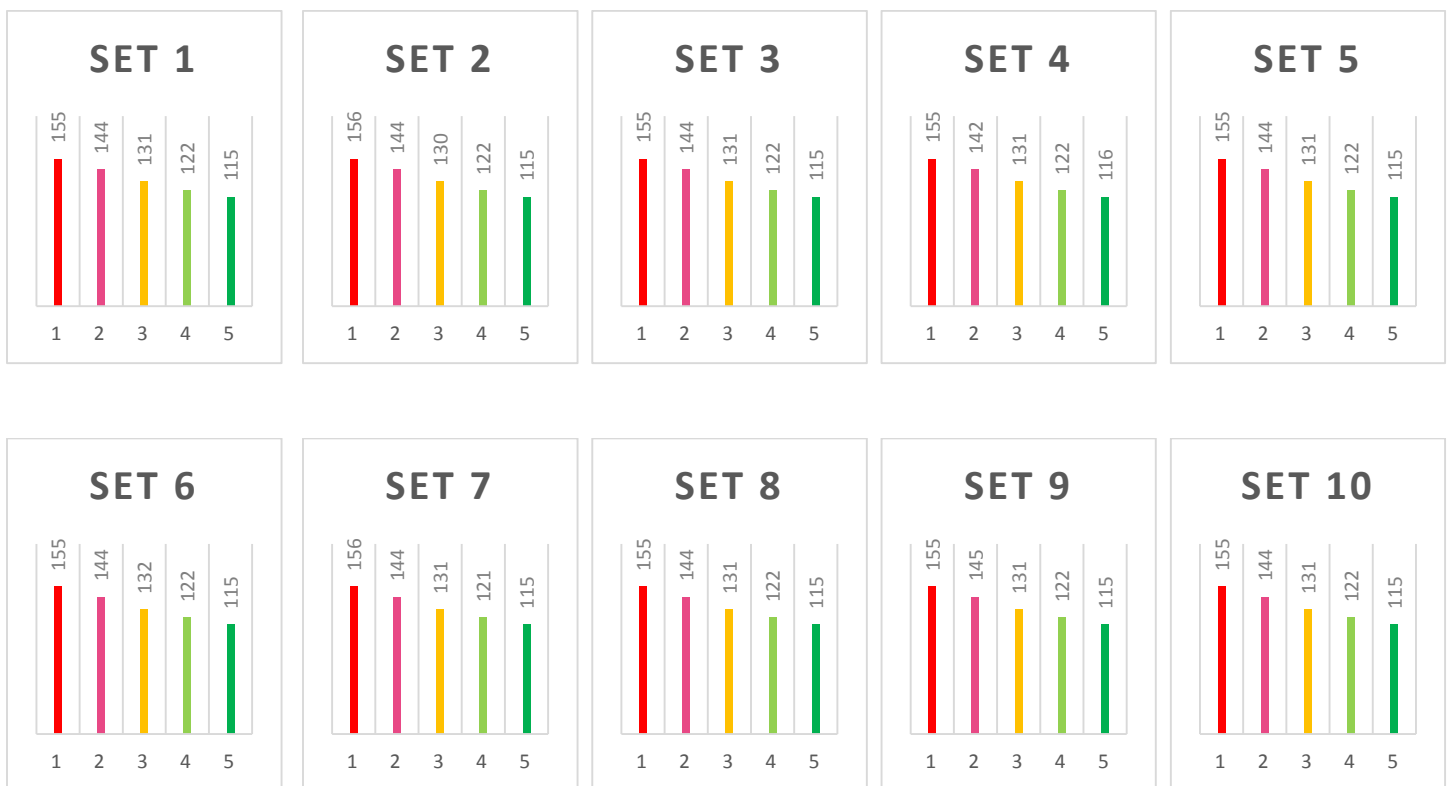 SET 1
155 144 131 122 115
1 2 3 4 5
SET 2
156 144 130 122 115
1 2 3 4 5
SET 3
155 144 131 122 115
1 2 3 4 5
SET 4
155 142 131 122 116
1 2 3 4 5
SET 5
155 144 131 122 115
1 2 3 4 5
SET 6
155 144 132 122 115
1 2 3 4 5
SET 7
156 144 131 121 115
1 2 3 4 5
SET 8
155 144 131 122 115
1 2 3 4 5
SET 9
155 145 131 122 115
1 2 3 4 5
SET 10
155 144 131 122 115
1 2 3 4 5